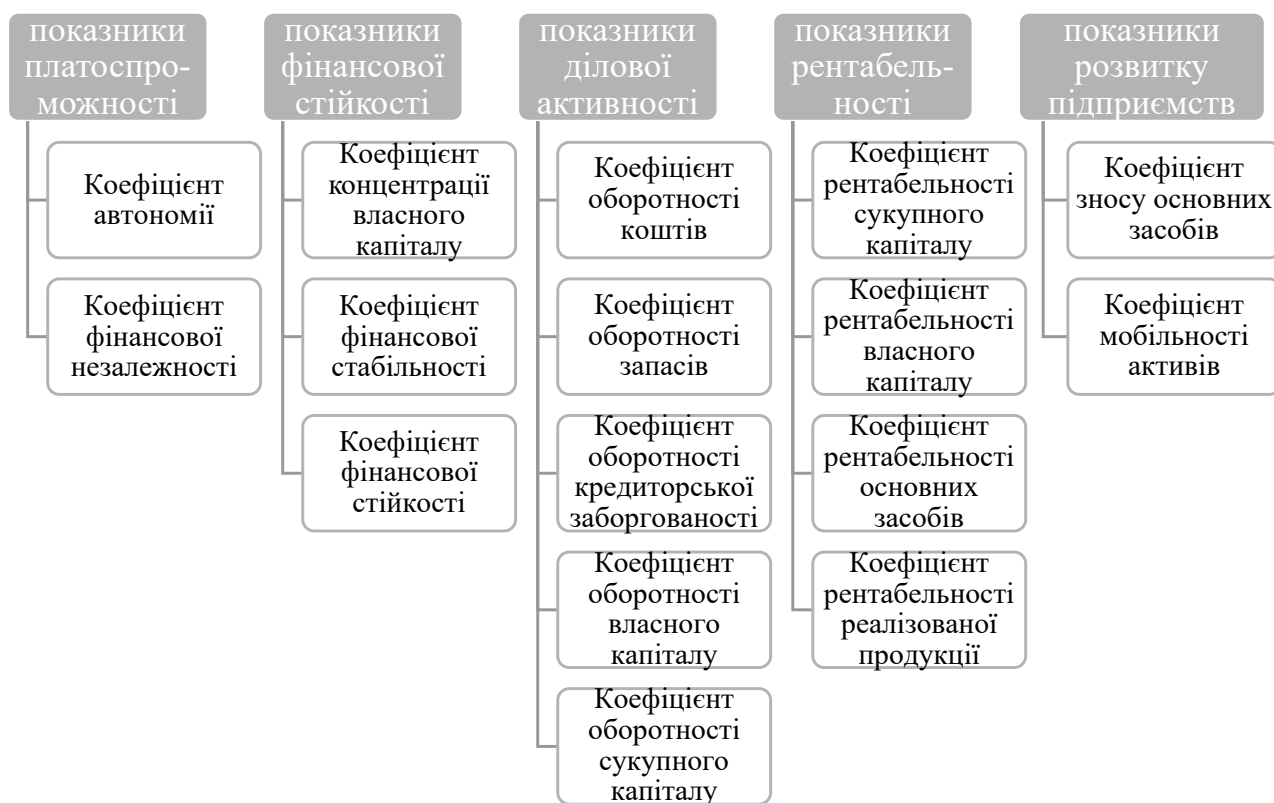 показники
платоспро-
можності
Коефіцієнт
автономії
Коефіцієнт
фінансової
незалежності
показники
фінансової
стійкості
Коефіцієнт
концентрації
власного
капіталу
Коефіцієнт
фінансової
стабільності
Коефіцієнт
фінансової
стійкості
показники
ділової
активності
Коефіцієнт
оборотності
коштів
Коефіцієнт
оборотності
запасів
Коефіцієнт
оборотності
кредиторської
заборгованості
Коефіцієнт
оборотності
власного
капіталу
Коефіцієнт
оборотності
сукупного
капіталу
показники
рентабель-
ності
Коефіцієнт
рентабельності
сукупного
капіталу
Коефіцієнт
рентабельності
власного
капіталу
Коефіцієнт
рентабельності
основних
засобів
Коефіцієнт
рентабельності
реалізованої
продукції
показники
розвитку
підприємств
Коефіцієнт
зносу основних
засобів
Коефіцієнт
мобільності
активів